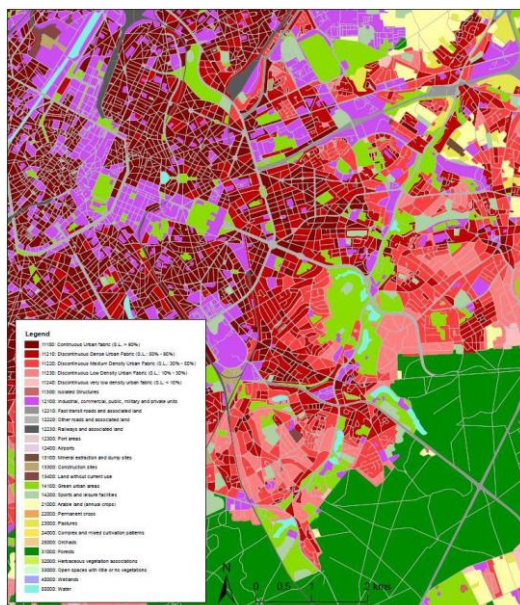 Legend
11100: Continuous Urban fabric (S.L. > 80%)
11210: Discontinuous Dense Urban Fabric (S.L.: 50% - 80%)
11220: Discontinuous Medium Density Urban Fabric (S.L.: 30% - 50%)
11230: Discontinuous Low Density Urban Fabric (S.L.: 10% - 30%)
11240: Discontinuous very low density urban fabric (S.L. < 10%)
11300: Isolated Structures
12100: Industrial, commercial, public, military and private units
12210: Fast transit roads and associated land
12220: Other roads and associated land
12230: Railways and associated land
12300: Port areas
12400: Airports
13100: Mineral extraction and dump sites
13300: Construction sites
13400: Land without current use
14100: Green urban areas
14200: Sports and leisure facilities
21000: Arable land (annual crops)
22000: Permanent crops
23000: Pastures
24000: Complex and mixed cultivation patterns
25000: Orchards
31000: Forests
32000: Herbaceous vegetation associations
33000: Open spaces with little or no vegetations
40000: Wetlands
50000: Water
N
0 0.5 1 2 kms